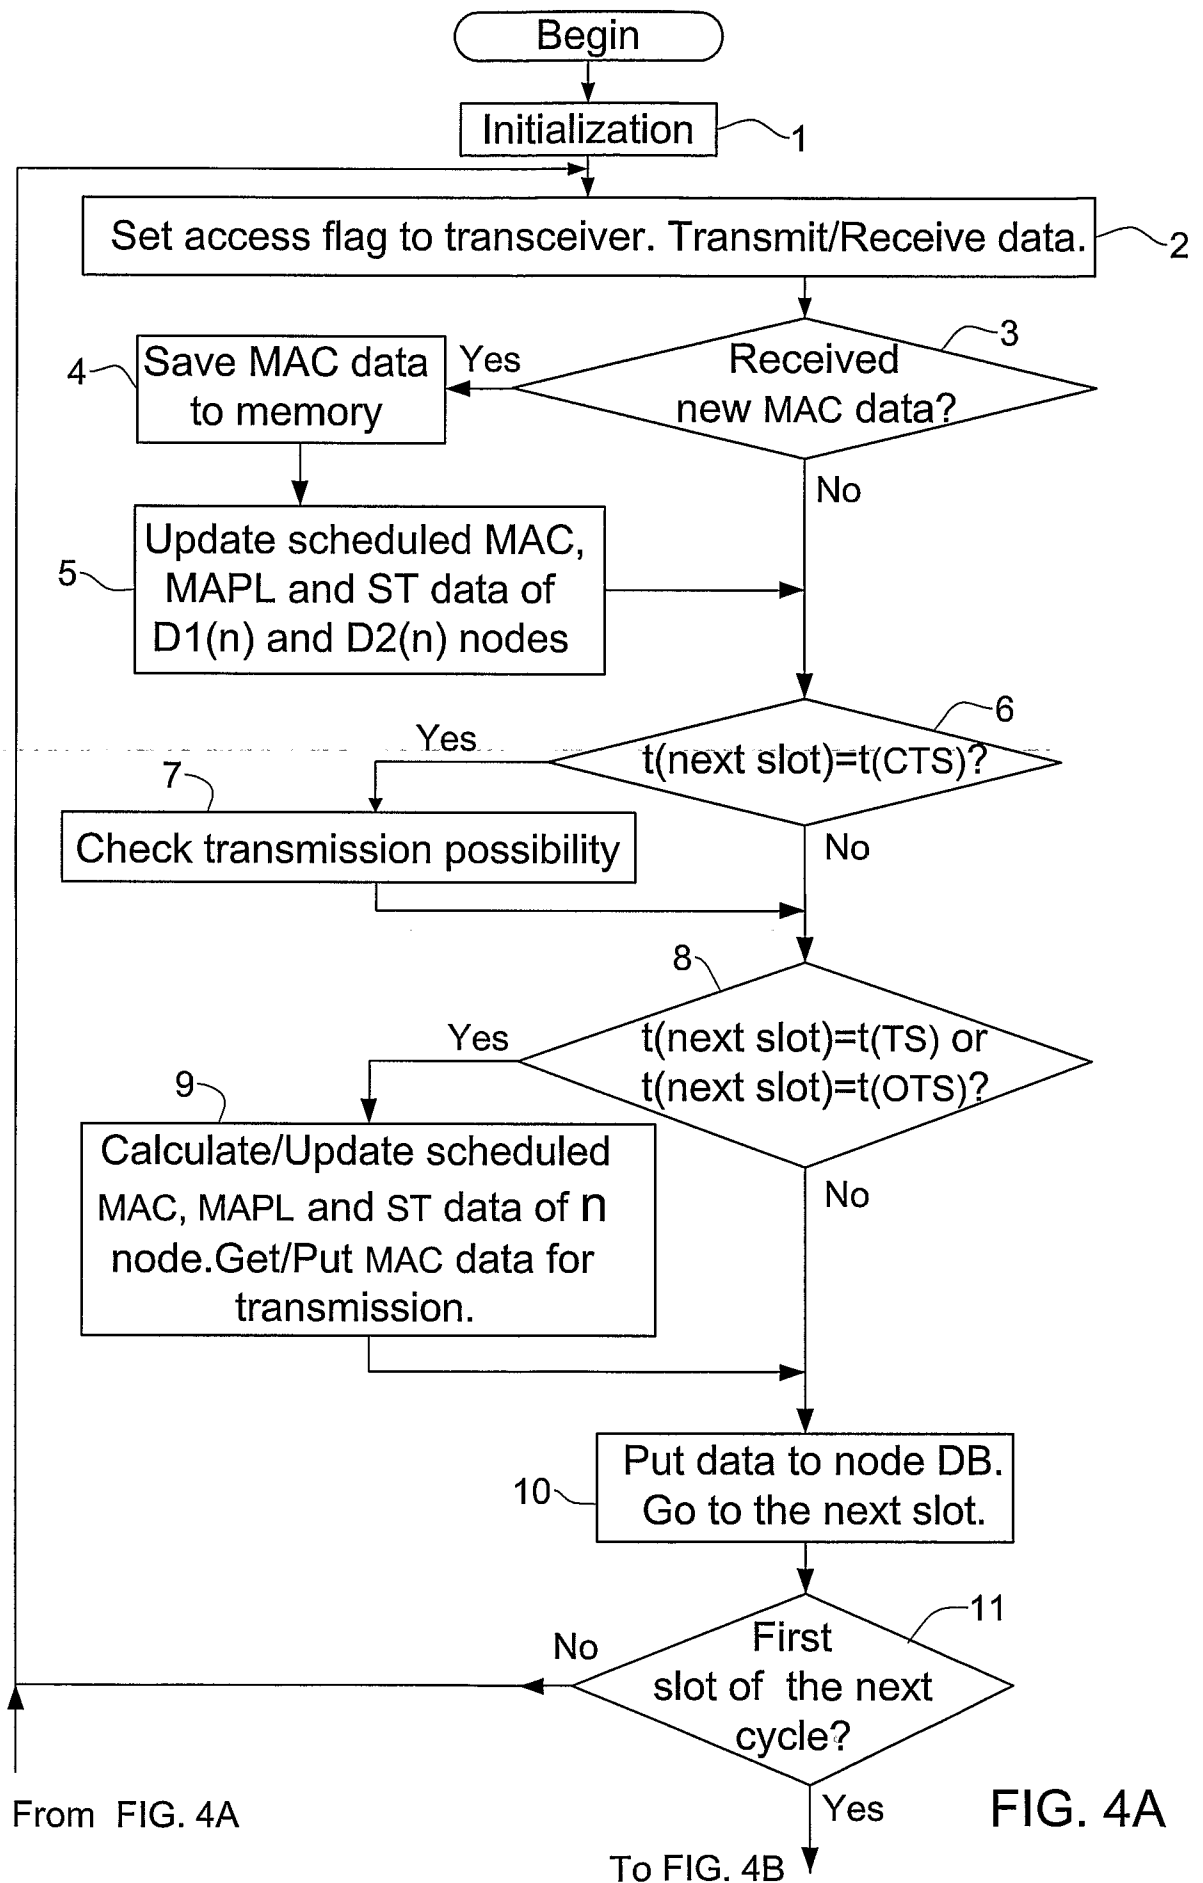 Begin
Initialization
1
Set access flag to transceiver. Transmit/Receive data.
2
3
Received
new MAC data?
Yes
4
Save MAC data
to memory
No
5
Update scheduled MAC,
MAPL and ST data of
D1(n) and D2(n) nodes
6
t(next slot)=t(CTS)?
Yes
7
Check transmission possibility
No
8
t(next slot)=t(TS) or
t(next slot)=t(OTS)?
Yes
9
Calculate/Update scheduled
MAC, MAPL and ST data of n
node.Get/Put MAC data for
transmission.
No
10
Put data to node DB.
Go to the next slot.
11
First
slot of the next
cycle?
No
From FIG. 4A
Yes
To FIG. 4B
FIG. 4A